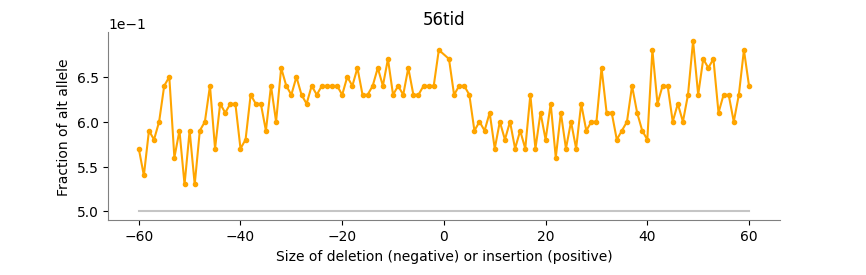 56tid
1e−1
Fraction of alt allele
6.5
6.0
5.5
5.0
−60 −40 −20 0 20 40 60
Size of deletion (negative) or insertion (positive)